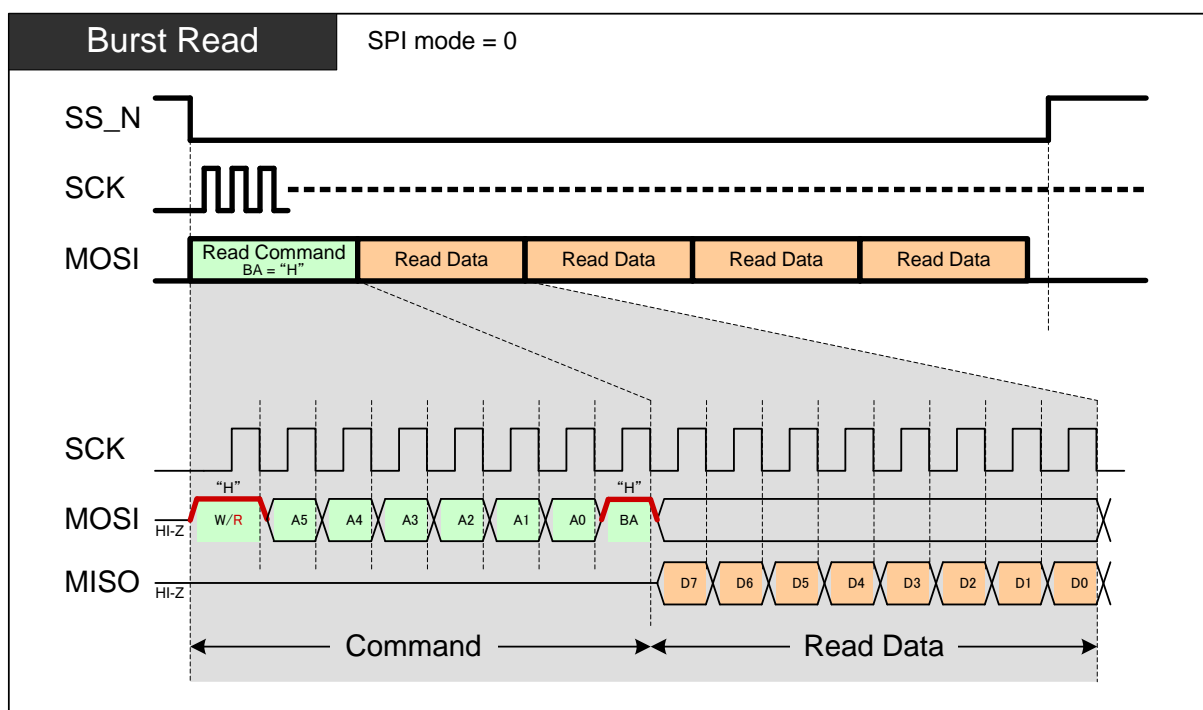 Burst Read SPI mode = 0
SS_N
SCK
MOSI Read Command Read Data Read Data Read Data Read Data
BA = “H”
SCK
“H” “H”
MOSI W/R A5 A4 A3 A2 A1 A0 BA
HI-Z
MISO D7 D6 D5 D4 D3 D2 D1 D0
HI-Z
Command Read Data